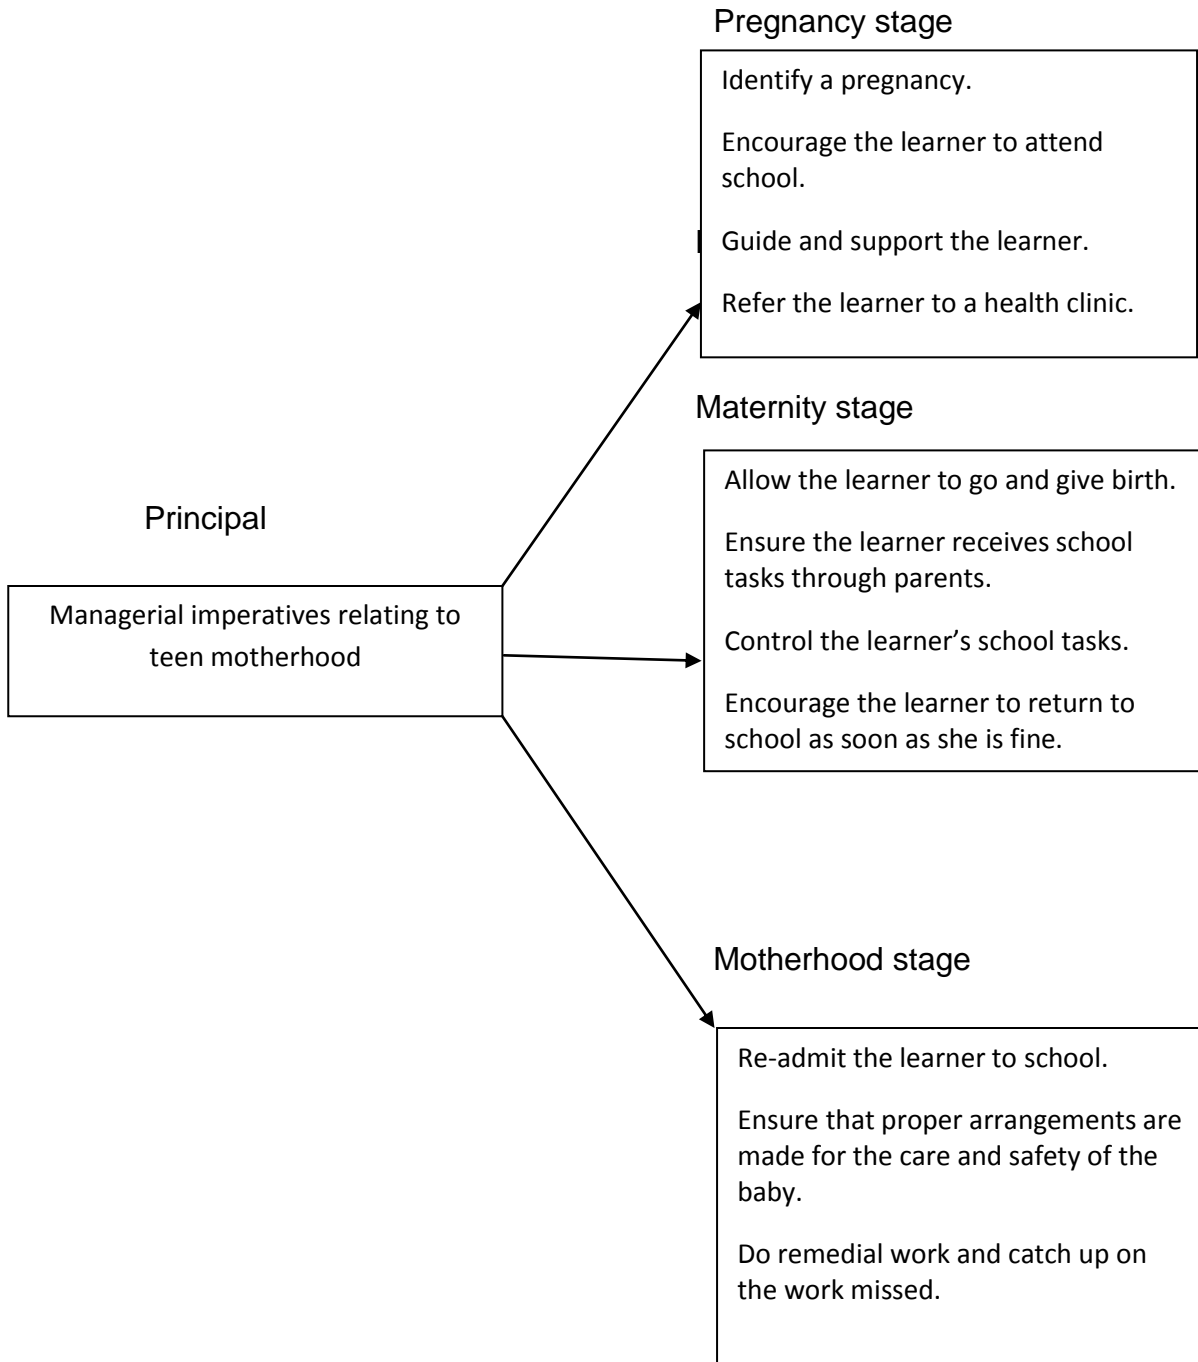 Pregnancy stage
Identify a pregnancy.
Encourage the learner to attend
school.
Guide and support the learner.
Refer the learner to a health clinic.
Maternity stage
Allow the learner to go and give birth.
Ensure the learner receives school
tasks through parents.
Control the learner’s school tasks.
Encourage the learner to return to
school as soon as she is fine.
Principal
Managerial imperatives relating to
teen motherhood
Motherhood stage
Re-admit the learner to school.
Ensure that proper arrangements are
made for the care and safety of the
baby.
Do remedial work and catch up on
the work missed.